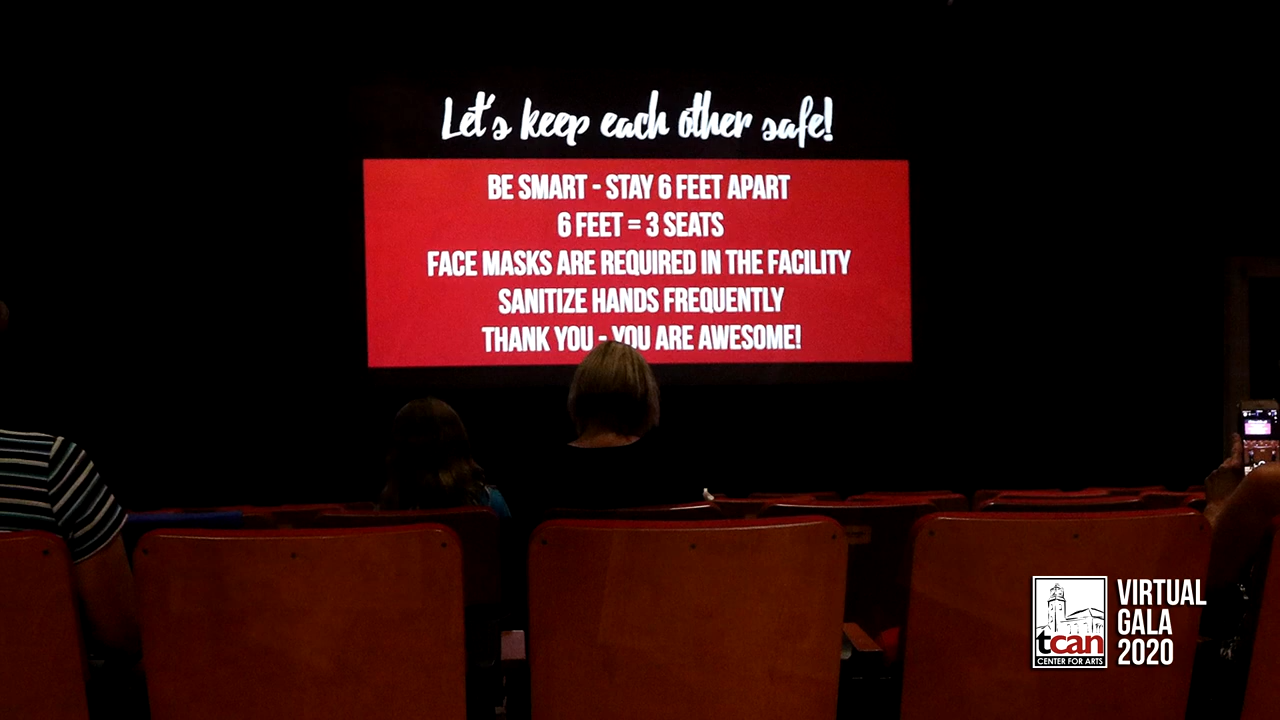 Let's keep each other safe!
BE SMART - STAY 6 FEET APART
6 FEET = 3 SEATS
FACE MASKS ARE REQUIRED IN THE FACILITY
SANITIZE HANDS FREQUENTLY
THANK YOU - YOU ARE AWESOME!
tcan
CENTER FOR ARTS
VIRTUAL
GALA
2020